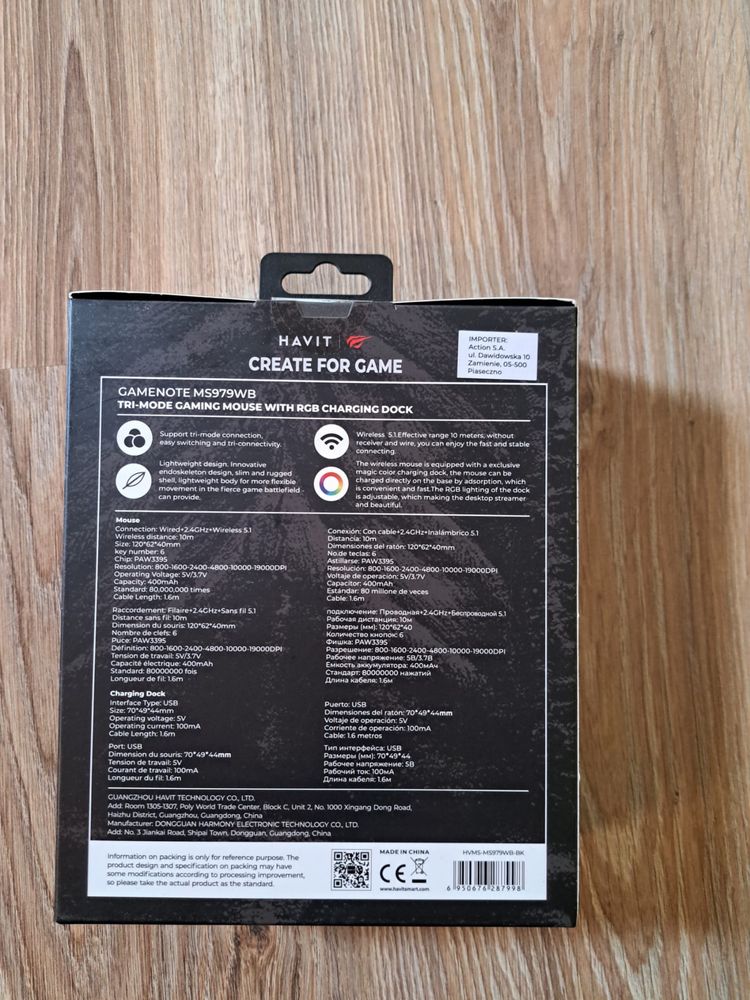 HAVIT
CREATE FOR GAME
IMPORTER:
Action S.A.
ul. Dawidowska 10
Zamienie, 05-500
Piaseczno
GAMENOTE MS979WB
TRI-MODE GAMING MOUSE WITH RGB CHARGING DOCK
Support tri-mode connection,
easy switching and tri-connectivity.
Wireless 5.1.Effective range 10 meters, without
receiver and wire, you can enjoy the fast and stable
connecting.
Lightweight design. Innovative
endoskeleton design, slim and rugged
shell, lightweight body for more flexible
movement in the fierce game battlefield
can provide.
The wireless mouse is equipped with a exclusive
magic color charging dock, the mouse can be
charged directly on the base by adsorption, which
is convenient and fast.The RGB lighting of the dock
is adjustable, which making the desktop streamer
and beautiful.
Mouse
Connection: Wired+2.4GHz+Wireless 5.1
Wireless distance: 10m
Size: 120*62*40mm
key number: 6
Chip: PAW3395
Resolution: 800-1600-2400-4800-10000-19000DPI
Operating Voltage: 5V/3.7V
Capacity: 400mAh
Standard: 80,000,000 times
Cable Length: 1.6m
Conexión: Con cable+2.4GHz+Inalámbrico 5.1
Distancia: 10m
Dimensiones del ratón: 120*62*40mm
No.de teclas: 6
Astillarse: PAW3395
Resolución: 800-1600-2400-4800-10000-19000DPI
Voltaje de operación: 5V/3.7V
Capacitor: 400mAh
Estándar: 80 millone de veces
Cable: 1.6m
Raccordement: Filaire+2.4GHz+Sans fil 5.1
Distance sans fil: 10m
Dimension du souris: 120*62*40mm
Nombre de clefs: 6
Puce: PAW3395
Définition: 800-1600-2400-4800-10000-19000DPI
Tension de travail: 5V/3.7V
Capacité électrique: 400mAh
Standard: 80000000 fois
Longueur de fil: 1.6m
подключение: Проводная+2.4GHz+Беспроводной 5.1
Рабочая дистанция: 10м
Размеры (мм): 120*62*40
Количество кнопок: 6
Фишка: PAW3395
Разрешение: 800-1600-2400-4800-10000-19000DPI
Рабочее напряжение: 5В/3.7В
Емкость аккумулятора: 400мАч
Стандарт: 80000000 нажатий
Длина кабеля: 1.6м
Charging Dock
Interface Type: USB
Size: 70*49*44mm
Operating voltage: 5V
Operating current: 100mA
Cable Length: 1.6m
Puerto: USB
Dimensiones del ratón: 70*49*44mm
Voltaje de operación: 5V
Corriente de operación: 100mA
Cable: 1.6 metros
Port: USB
Dimension du souris: 70*49*44mm
Tension de travail: 5V
Courant de travail: 100mA
Longueur du fil: 1.6m
Тип интерфейса: USB
Размеры (мм): 70*49*44
Рабочее напряжение: 5В
Рабочий ток: 100мА
Длина кабеля: 1.6м
GUANGZHOU HAVIT TECHNOLOGY CO., LTD.
Add: Room 1305-1307, Poly World Trade Center, Block C, Unit 2, No. 1000 Xingang Dong Road,
Haizhu District, Guangzhou, Guangdong, China
Manufacturer: DONGGUAN HARMONY ELECTRONIC TECHNOLOGY CO., LTD.
Add: No. 3 Jiankai Road, Shipai Town, Dongguan, Guangdong, China
Information on packing is only for reference purpose. The
product design and specification on packing may have
some modifications according to processing improvement,
so please take the actual product as the standard.
MADE IN CHINA
CE
www.havitsmart.com
HVMS-MS979WB-BK
6 950676 287998